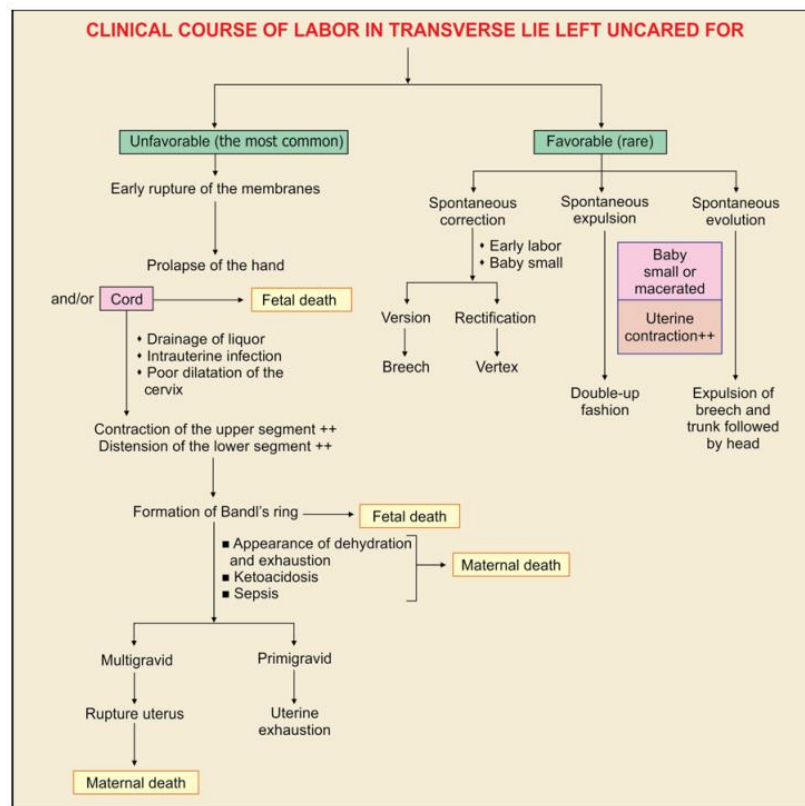 CLINICAL COURSE OF LABOR IN TRANSVERSE LIE LEFT UNCARED FOR
Unfavorable (the most common)
Early rupture of the membranes
Prolapse of the hand
and/or Cord
Fetal death
♦ Drainage of liquor
♦ Intrauterine infection
♦ Poor dilatation of the
cervix
Contraction of the upper segment ++
Distension of the lower segment ++
Formation of Bandl's ring
Fetal death
■ Appearance of dehydration
and exhaustion
■ Ketoacidosis
■ Sepsis
Maternal death
Multigravid
Rupture uterus
Maternal death
Primigravid
Uterine
exhaustion
Favorable (rare)
Spontaneous
correction
♦ Early labor
♦ Baby small
Version
Breech
Rectification
Vertex
Spontaneous
expulsion
Spontaneous
evolution
Baby
small or
macerated
Uterine
contraction++
Double-up
fashion
Expulsion of
breech and
trunk followed
by head